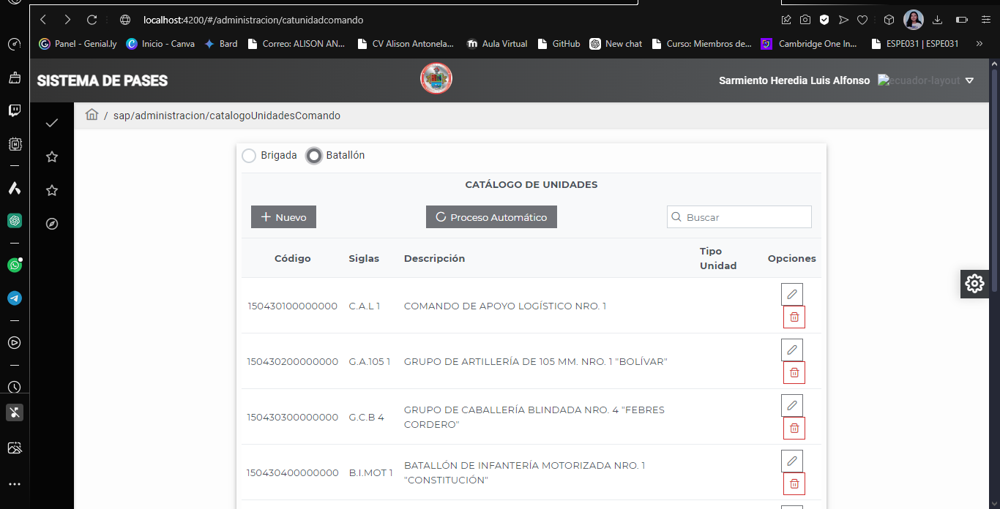 localhost:4200/#/administracion/catunidadcomando
Panel - Genial.ly Inicio - Canva Bard Correo: ALISON AN... CV Alison Antonela... Aula Virtual GitHub New chat Curso: Miembros de... Cambridge One In... ESPE031 | ESPE031 »
SISTEMA DE PASES Sarmiento Heredia Luis Alfonso ecuador-layout
/ sap/administracion/catalogoUnidadesComando
Brigada Batallón
CATÁLOGO DE UNIDADES
+ Nuevo Proceso Automático Buscar
Código Siglas Descripción Tipo Unidad Opciones
150430100000000 C.A.L 1 COMANDO DE APOYO LOGÍSTICO NRO. 1
150430200000000 G.A.105 1 GRUPO DE ARTILLERÍA DE 105 MM. NRO. 1 "BOLÍVAR"
150430300000000 G.C.B 4 GRUPO DE CABALLERÍA BLINDADA NRO. 4 "FEBRES
CORDERO"
150430400000000 B.I.MOT 1 BATALLÓN DE INFANTERÍA MOTORIZADA NRO. 1
"CONSTITUCIÓN"